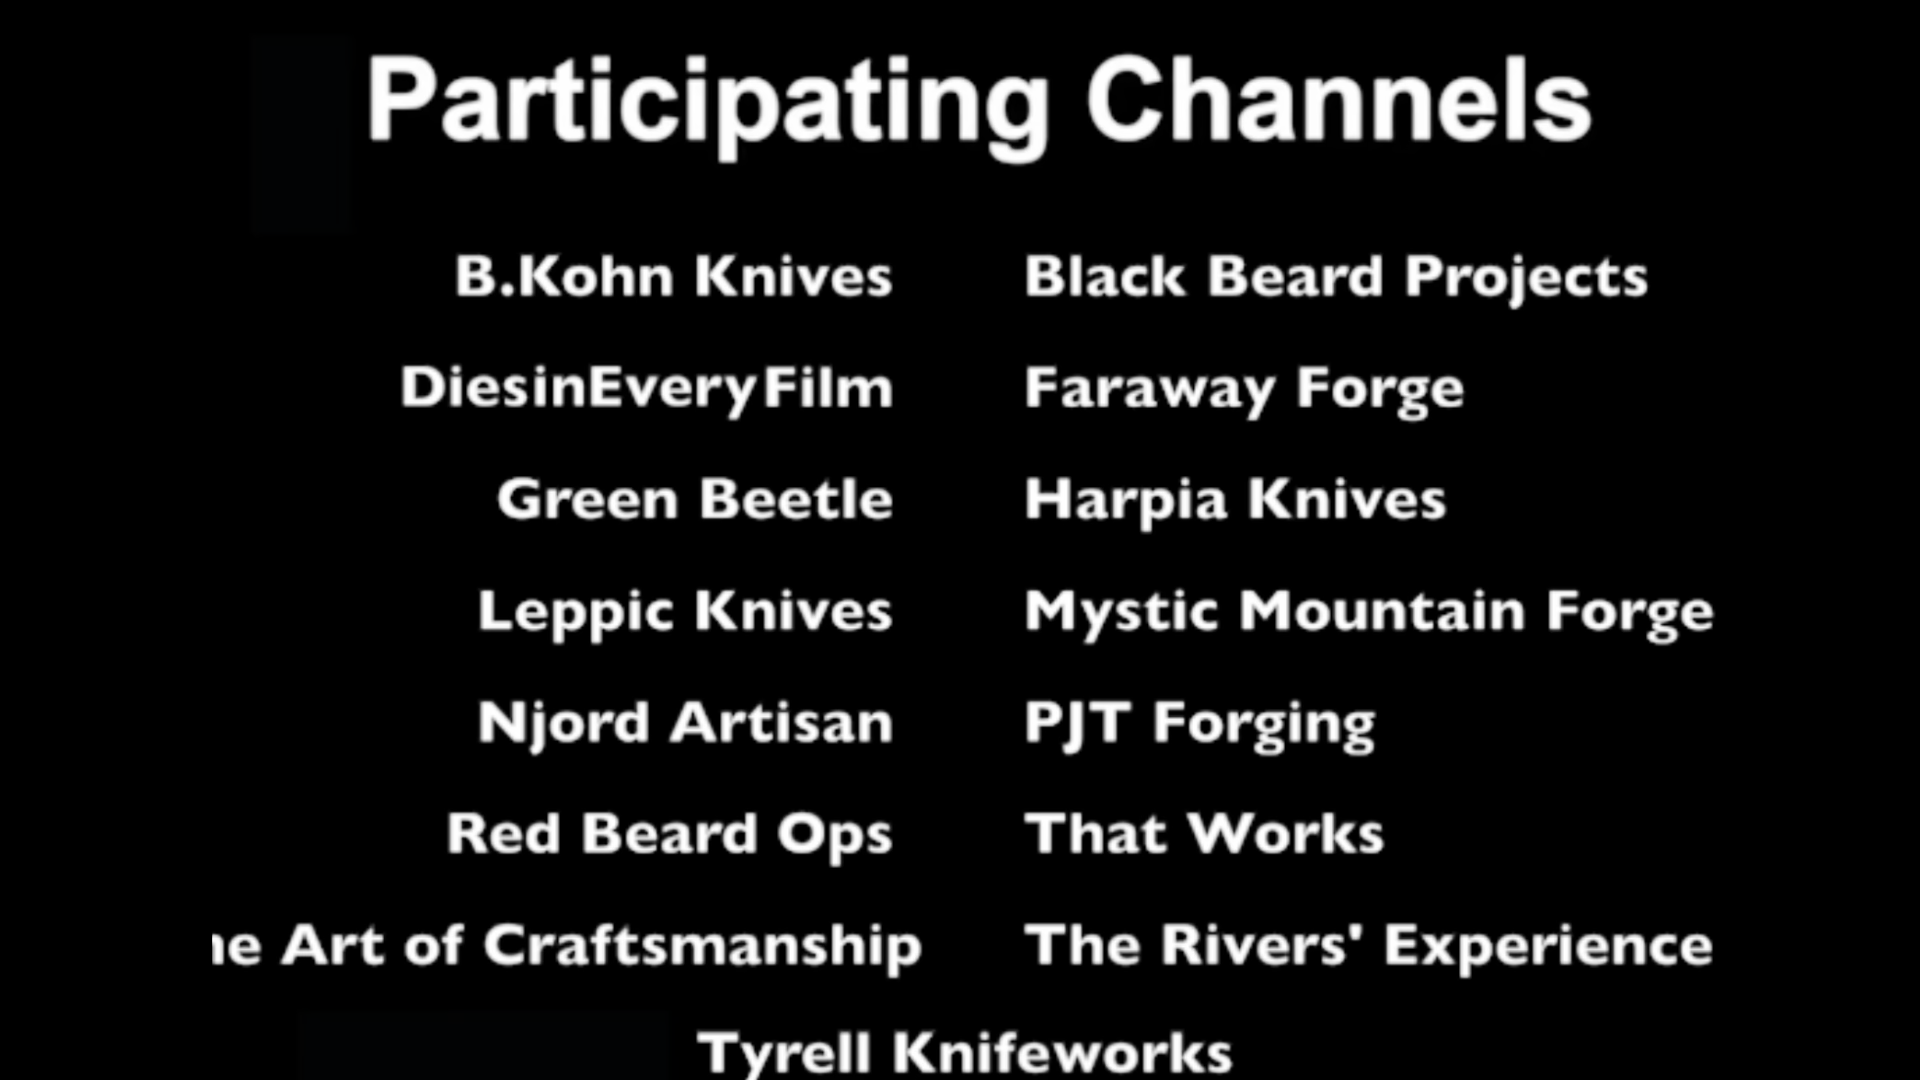 Participating Channels
B.Kohn Knives Black Beard Projects
DiesinEveryFilm Faraway Forge
Green Beetle Harpia Knives
Leppic Knives Mystic Mountain Forge
Njord Artisan PJT Forging
Red Beard Ops That Works
Art of Craftsmanship The Rivers' Experience
Tyrell Knifeworks